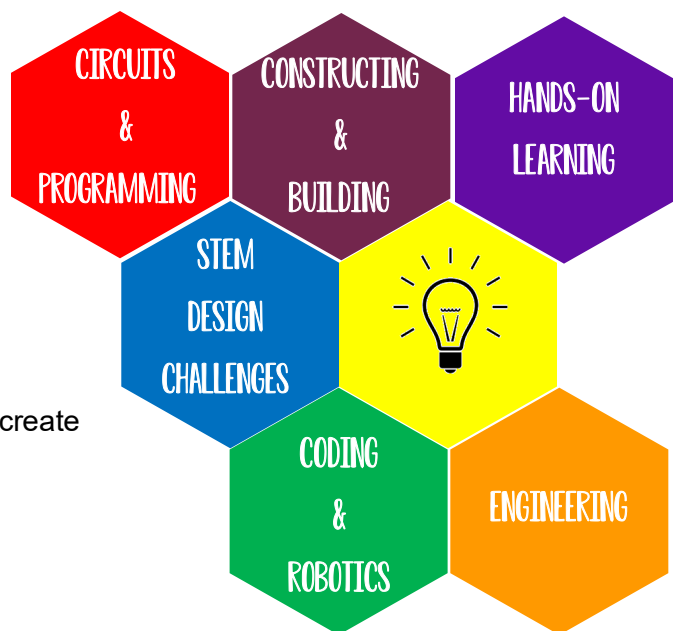 CIRCUITS
&
PROGRAMMING
CONSTRUCTING
&
BUILDING
HANDS-ON
LEARNING
STEM
DESIGN
CHALLENGES
create
CODING
&
ROBOTICS
ENGINEERING